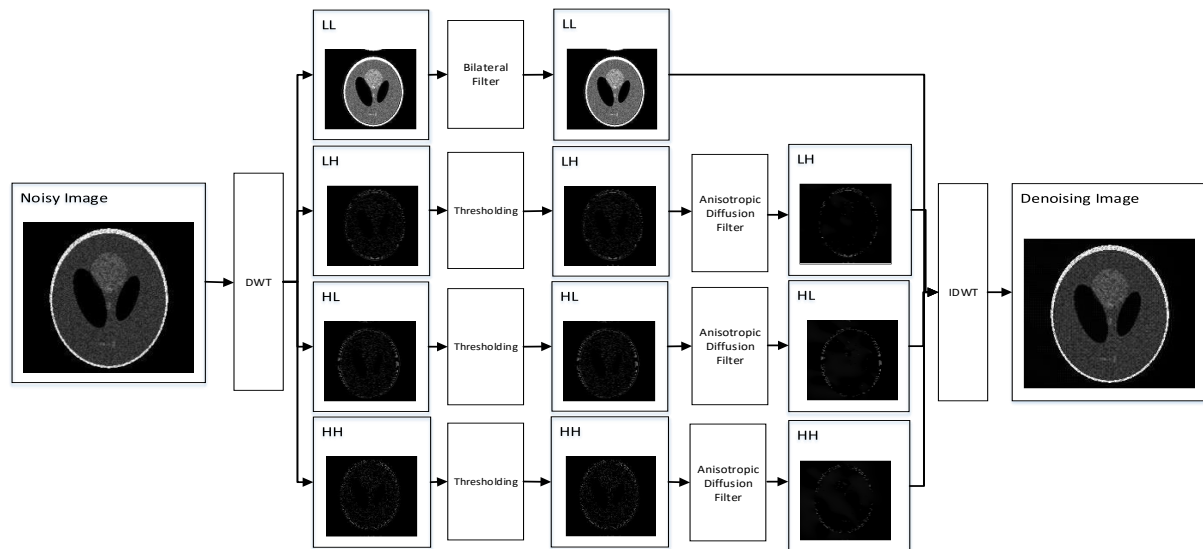 Noisy Image
DWT
LL
Bilateral
Filter
LL
LH
Thresholding
LH
Anisotropic
Diffusion
Filter
LH
HL
Thresholding
HL
Anisotropic
Diffusion
Filter
HL
HH
Thresholding
HH
Anisotropic
Diffusion
Filter
HH
IDWT
Denoising Image